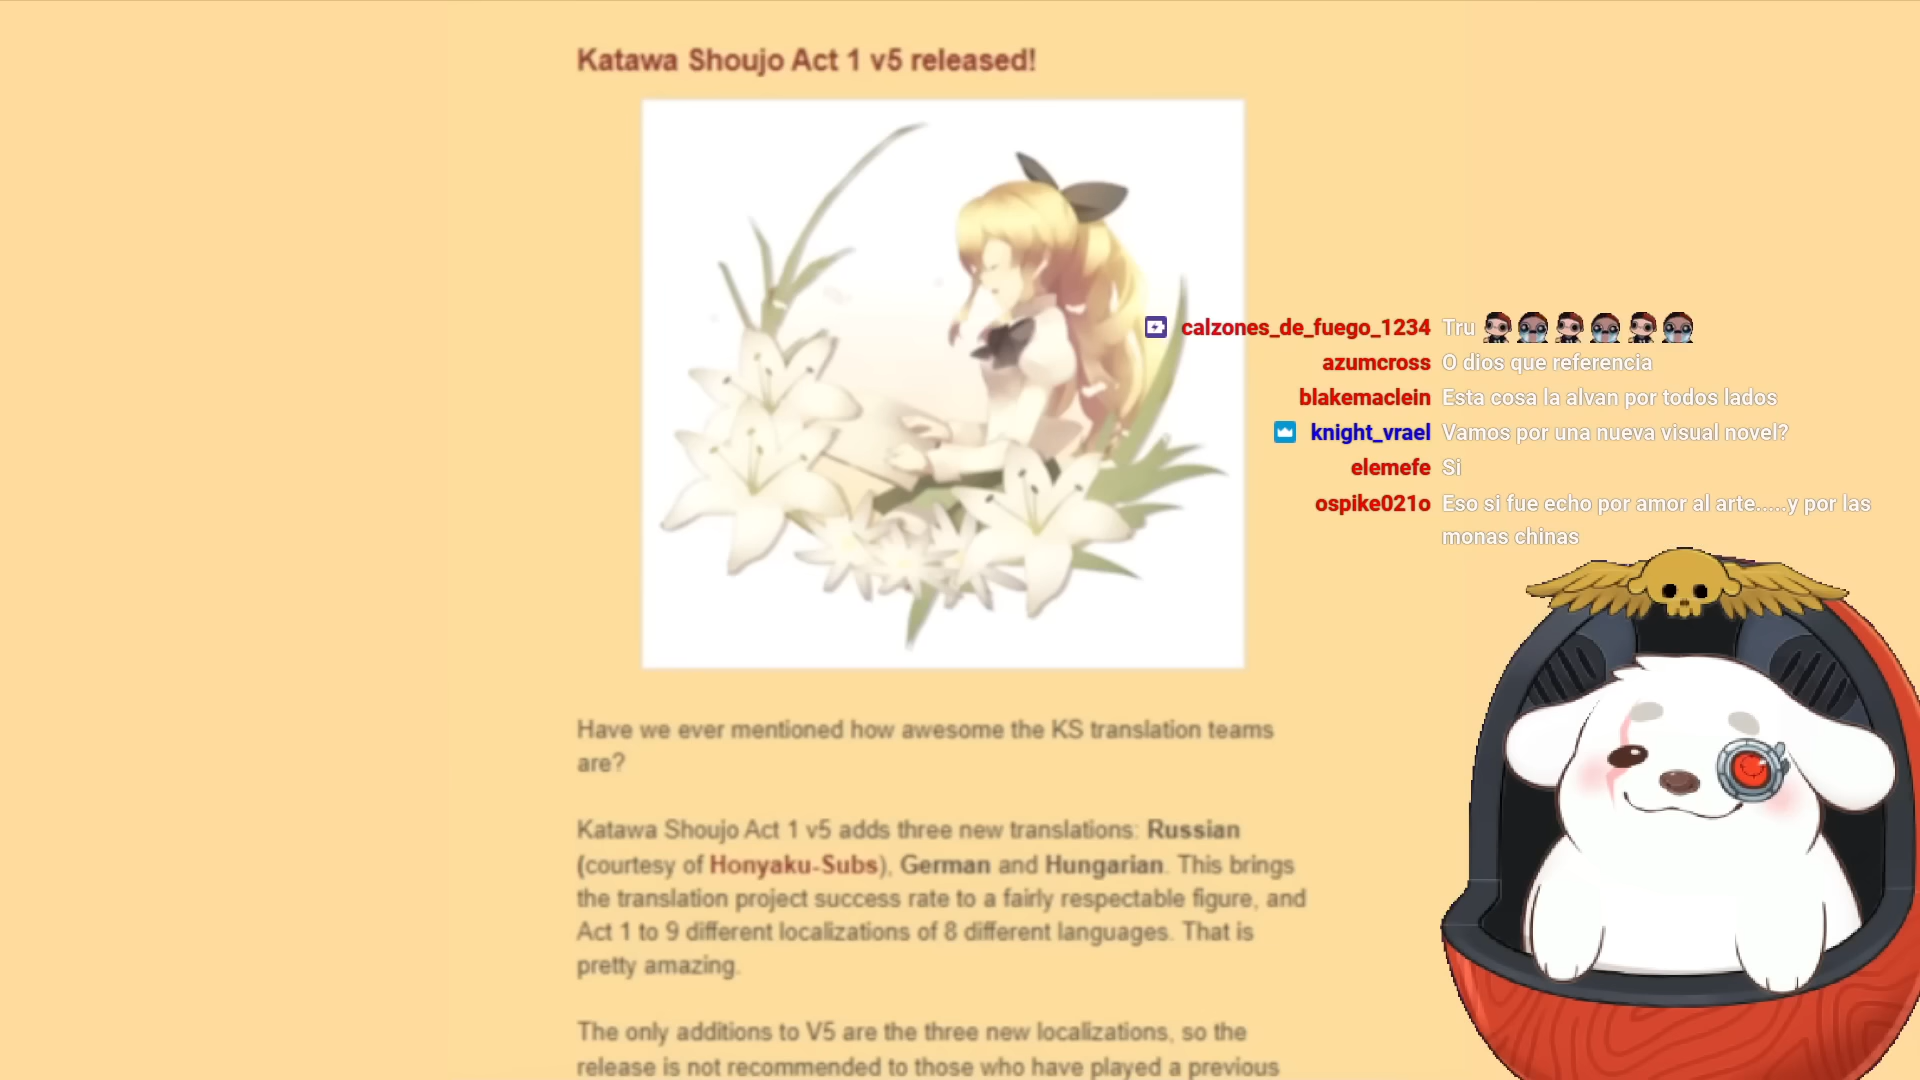 Katawa Shoujo Act 1 v5 released!
calzones_de_fuego_1234 Tru
azumcross O dios que referencia
blakemaclein Esta cosa la alvan por todos lados
knight_vrael Vamos por una nueva visual novel?
elemefe Si
ospike021o Eso si fue echo por amor al arte.....y por las
monas chinas
Have we ever mentioned how awesome the KS translation teams
are?
Katawa Shoujo Act 1 v5 adds three new translations: Russian
(courtesy of Honyaku-Subs), German and Hungarian. This brings
the translation project success rate to a fairly respectable figure, and
Act 1 to 9 different localizations of 8 different languages. That is
pretty amazing.
The only additions to V5 are the three new localizations, so the
release is not recommended to those who have played a previous